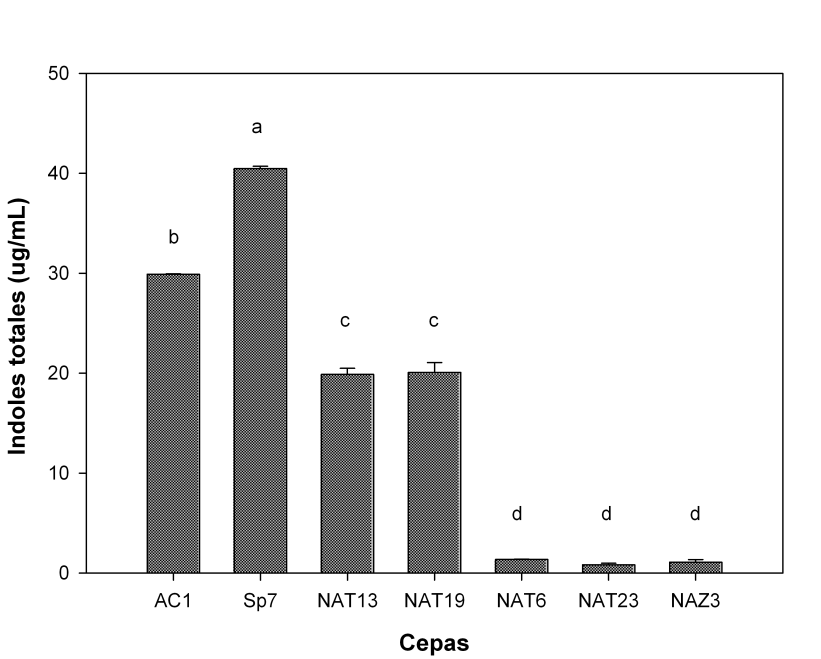 50
a
40
b
30
c c
20
10
d d d
0
AC1 Sp7 NAT13 NAT19 NAT6 NAT23 NAZ3
Cepas
Indoles totales (ug/mL)